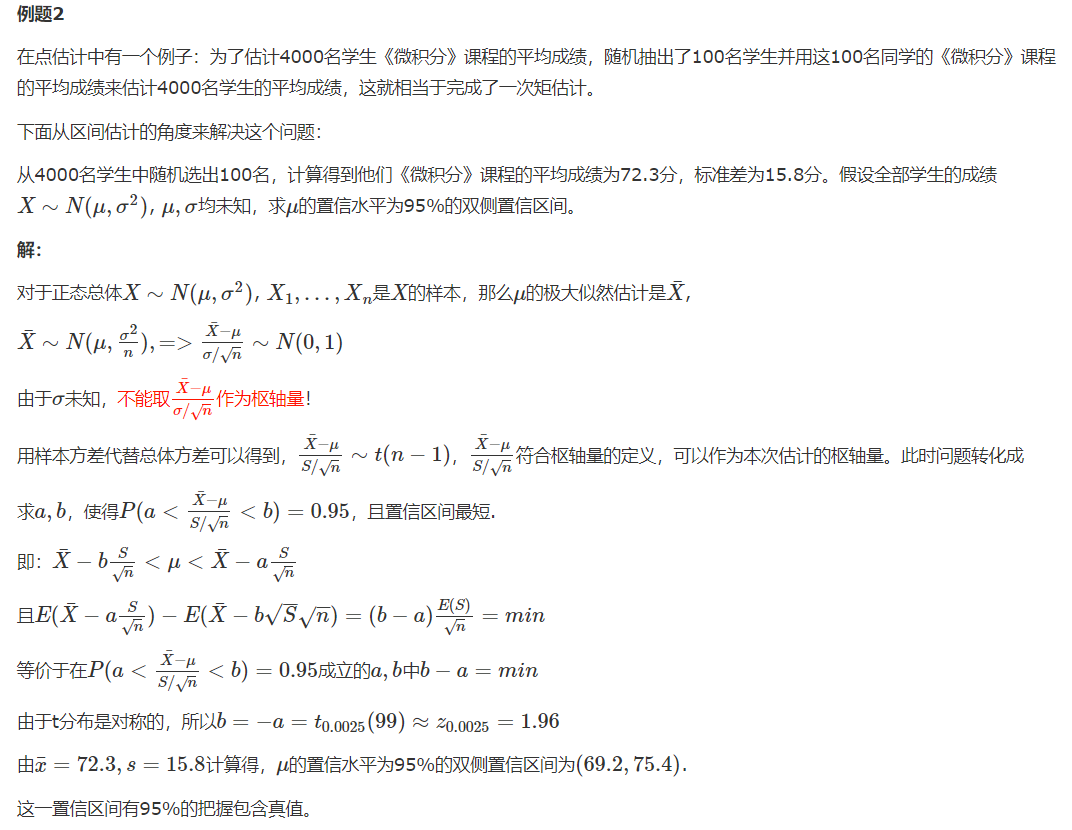 例题2
在点估计中有一个例子：为了估计4000名学生《微积分》课程的平均成绩，随机抽出了100名学生并用这100名同学的《微积分》课程
的平均成绩来估计4000名学生的平均成绩，这就相当于完成了一次矩估计。
下面从区间估计的角度来解决这个问题：
从4000名学生中随机选出100名，计算得到他们《微积分》课程的平均成绩为72.3分，标准差为15.8分。假设全部学生的成绩
$X \sim N(\mu, \sigma^2)$，$\mu, \sigma$均未知，求$\mu$的置信水平为95%的双侧置信区间。
解：
对于正态总体$X \sim N(\mu, \sigma^2)$，$X_1, \ldots, X_n$是$X$的样本，那么$\mu$的极大似然估计是$\bar{X}$，
$\bar{X} \sim N(\mu, \frac{\sigma^2}{n}), => \frac{\bar{X}-\mu}{\sigma/\sqrt{n}} \sim N(0, 1)$
由于$\sigma$未知，不能取$\frac{\bar{X}-\mu}{\sigma/\sqrt{n}}$作为枢轴量！
用样本方差代替总体方差可以得到，$\frac{\bar{X}-\mu}{S/\sqrt{n}} \sim t(n-1)$，$\frac{\bar{X}-\mu}{S/\sqrt{n}}$符合枢轴量的定义，可以作为本次估计的枢轴量。此时问题转化成
求$a, b$，使得$P(a < \frac{\bar{X}-\mu}{S/\sqrt{n}} < b) = 0.95$，且置信区间最短.
即：$\bar{X} - b\frac{S}{\sqrt{n}} < \mu < \bar{X} - a\frac{S}{\sqrt{n}}$
且$E(\bar{X} - a\frac{S}{\sqrt{n}}) - E(\bar{X} - b\sqrt{S}\sqrt{n}) = (b-a)\frac{E(S)}{\sqrt{n}} = min$
等价于在$P(a < \frac{\bar{X}-\mu}{S/\sqrt{n}} < b) = 0.95$成立的$a, b$中$b - a = min$
由于t分布是对称的，所以$b = -a = t_{0.0025}(99) \approx z_{0.0025} = 1.96$
由$\bar{x} = 72.3, s = 15.8$计算得，$\mu$的置信水平为95%的双侧置信区间为$(69.2, 75.4)$.
这一置信区间有95%的把握包含真值。